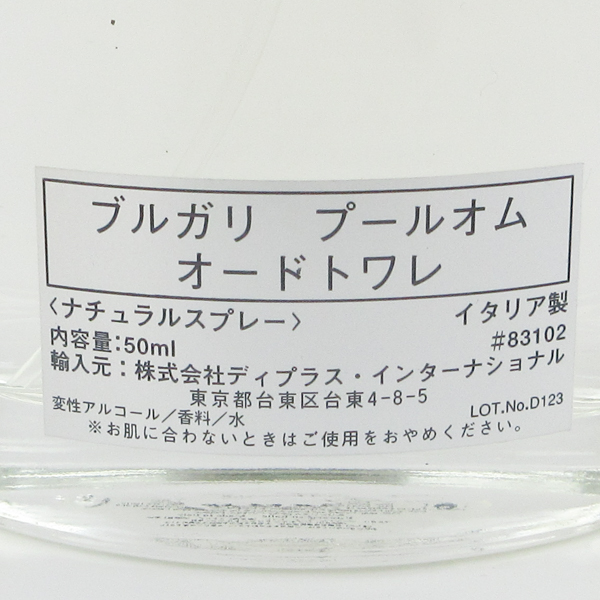 ブルガリ　プールオム
オードトワレ
〈ナチュラルスプレー〉 イタリア製
内容量:50ml #83102
輸入元：株式会社ディプラス・インターナショナル
東京都台東区台東4-8-5
変性アルコール／香料／水 LOT.No.D123
※お肌に合わないときはご使用をおやめください。